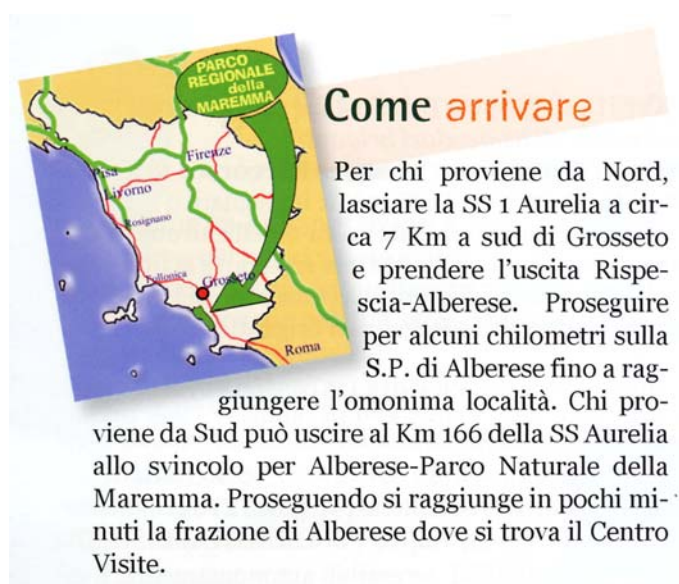 PARCO
REGIONALE
della
MAREMMA
Come arrivare
Firenze
Pisa
Livorno
Rosignano
Follonica
Grosseto
Roma
Per chi proviene da Nord,
lasciare la SS 1 Aurelia a cir-
ca 7 Km a sud di Grosseto
e prendere l'uscita Rispe-
scia-Alberese. Proseguire
per alcuni chilometri sulla
S.P. di Alberese fino a rag-
giungere l'omonima località. Chi pro-
viene da Sud può uscire al Km 166 della SS Aurelia
allo svincolo per Alberese-Parco Naturale della
Maremma. Proseguendo si raggiunge in pochi mi-
nuti la frazione di Alberese dove si trova il Centro
Visite.